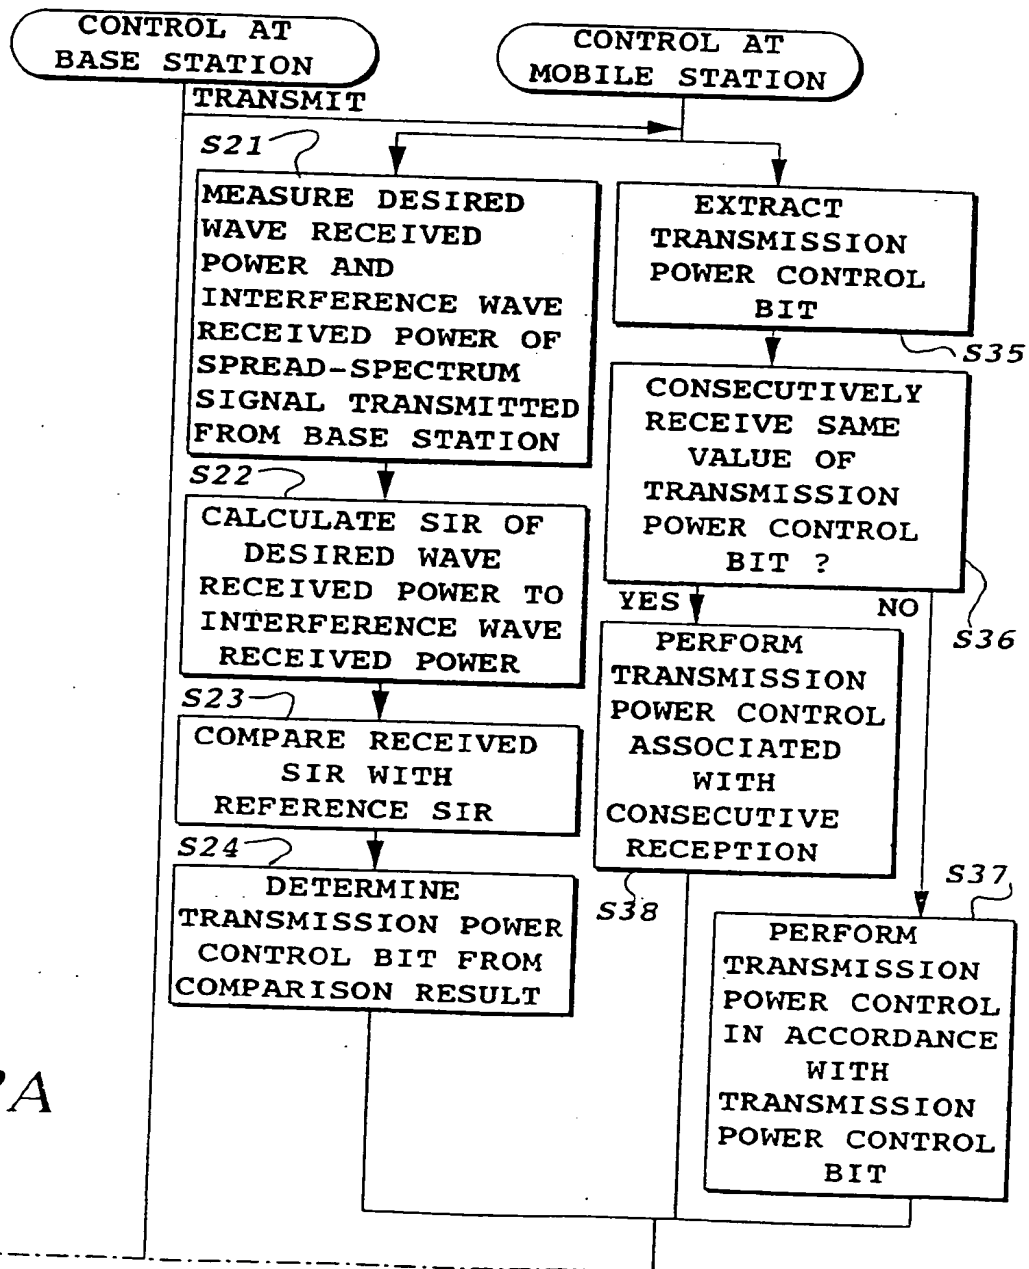 CONTROL AT
BASE STATION
CONTROL AT
MOBILE STATION
TRANSMIT
S21
MEASURE DESIRED
WAVE RECEIVED
POWER AND
INTERFERENCE WAVE
RECEIVED POWER OF
SPREAD-SPECTRUM
SIGNAL TRANSMITTED
FROM BASE STATION
S22
CALCULATE SIR OF
DESIRED WAVE
RECEIVED POWER TO
INTERFERENCE WAVE
RECEIVED POWER
S23
COMPARE RECEIVED
SIR WITH
REFERENCE SIR
S24
DETERMINE
TRANSMISSION POWER
CONTROL BIT FROM
COMPARISON RESULT
EXTRACT
TRANSMISSION
POWER CONTROL
BIT
S35
CONSECUTIVELY
RECEIVE SAME
VALUE OF
TRANSMISSION
POWER CONTROL
BIT ?
S36
YES
NO
PERFORM
TRANSMISSION
POWER CONTROL
ASSOCIATED
WITH
CONSECUTIVE
RECEPTION
S38
S37
PERFORM
TRANSMISSION
POWER CONTROL
IN ACCORDANCE
WITH
TRANSMISSION
POWER CONTROL
BIT